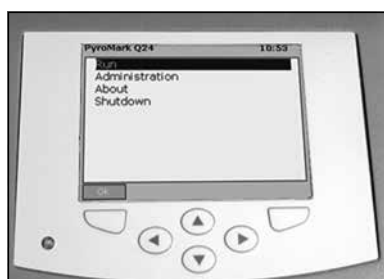 PyroMark Q24 10:53
Run
Administration
About
Shutdown
OK